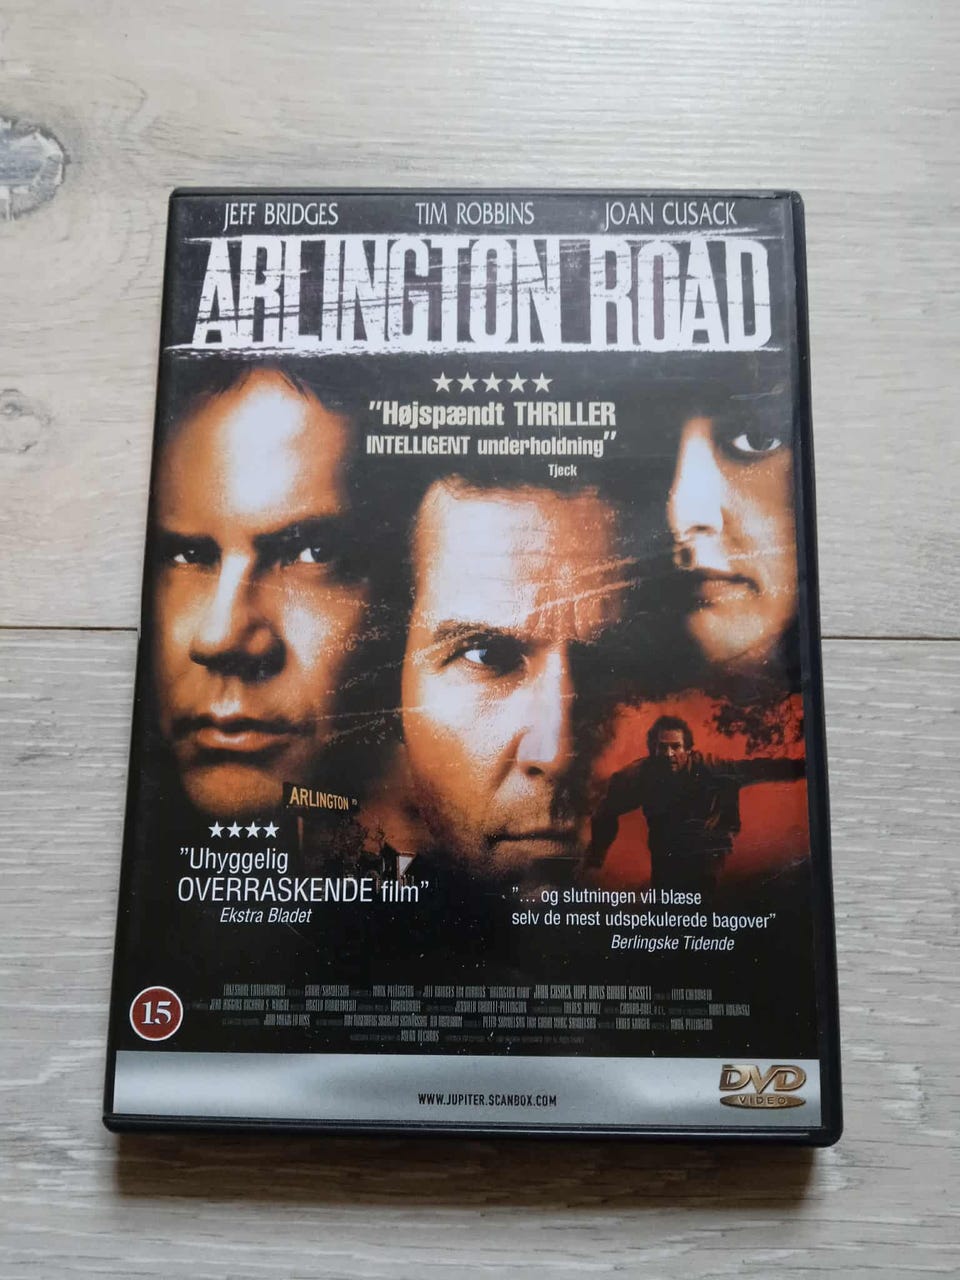 JEFF BRIDGES TIM ROBBINS JOAN CUSACK
ARLINGTON ROAD
"Højspændt THRILLER
INTELLIGENT underholdning"
Tjeck
ARLINGTON RD
"Uhyggelig
OVERRASKENDE film"
Ekstra Bladet
"... og slutningen vil blæse
selv de mest udspekulerede bagover"
Berlingske Tidende
15
WWW.JUPITER.SCANBOX.COM
DVD
VIDEO